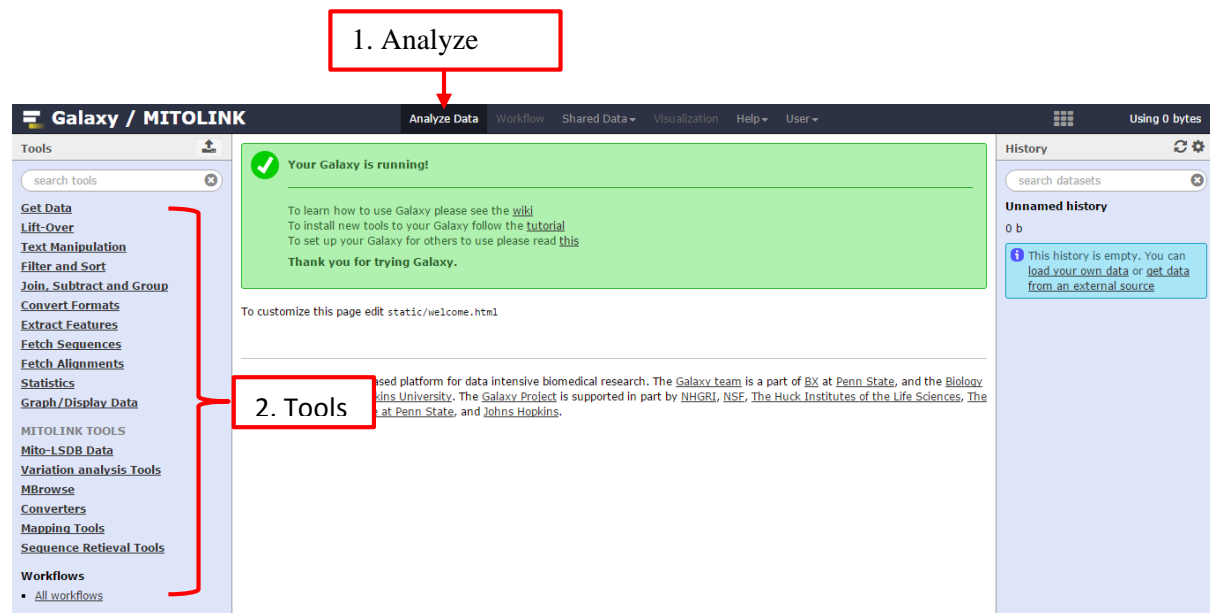 1. Analyze
Galaxy / MITOLINK
Analyze Data Workflow Shared Data Visualization Help User
Using 0 bytes
Tools
search tools
Get Data
Lift-Over
Text Manipulation
Filter and Sort
Join, Subtract and Group
Convert Formats
Extract Features
Fetch Sequences
Fetch Alignments
Statistics
Graph/Display Data
MITOLINK TOOLS
Mito-LSDB Data
Variation analysis Tools
MBrowse
Converters
Mapping Tools
Sequence Retieval Tools
Workflows
▪ All workflows
2. Tools
Your Galaxy is running!
To learn how to use Galaxy please see the wiki
To install new tools to your Galaxy follow the tutorial
To set up your Galaxy for others to use please read this
Thank you for trying Galaxy.
To customize this page edit static/welcome.html
platform for data intensive biomedical research. The Galaxy team is a part of BX at Penn State, and the Biology
University. The Galaxy Project is supported in part by NHGRI, NSF, The Huck Institutes of the Life Sciences, The
at Penn State, and Johns Hopkins.
History
search datasets
Unnamed history
0 b
This history is empty. You can
load your own data or get data
from an external source